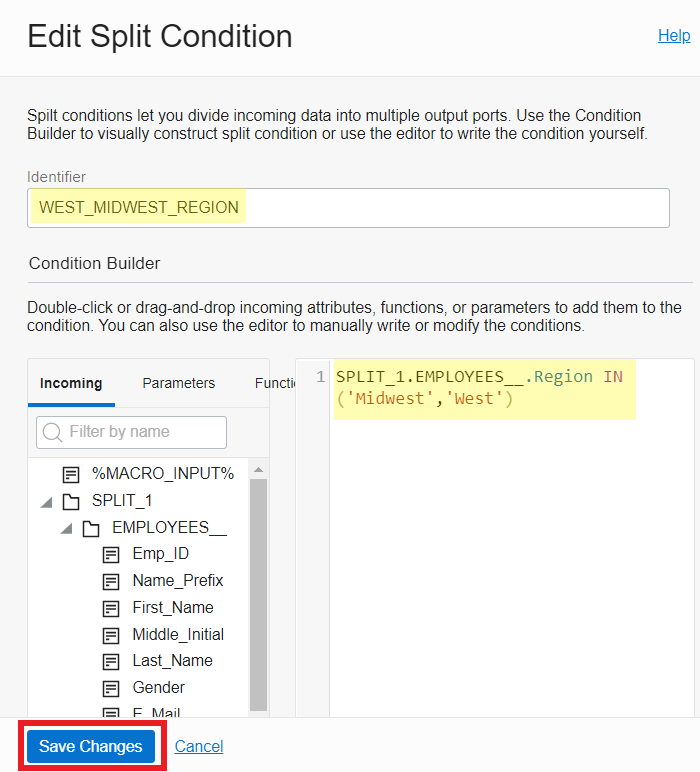 Edit Split Condition
Help
Spilt conditions let you divide incoming data into multiple output ports. Use the Condition
Builder to visually construct split condition or use the editor to write the condition yourself.
Identifier
WEST_MIDWEST_REGION
Condition Builder
Double-click or drag-and-drop incoming attributes, functions, or parameters to add them to the
condition. You can also use the editor to manually write or modify the conditions.
Incoming Parameters Functi
Filter by name
%MACRO_INPUT%
SPLIT_1
EMPLOYEES__
Emp_ID
Name_Prefix
First_Name
Middle_Initial
Last_Name
Gender
E_Mail
1 SPLIT_1.EMPLOYEES__.Region IN
('Midwest','West')
Save Changes Cancel